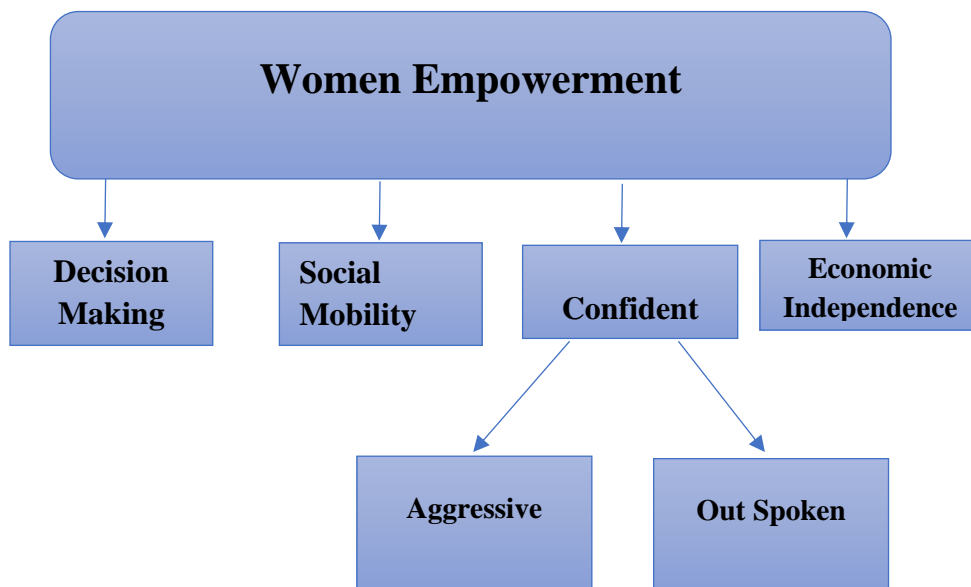 Women Empowerment
Decision
Making
Social
Mobility
Confident
Economic
Independence
Aggressive
Out Spoken